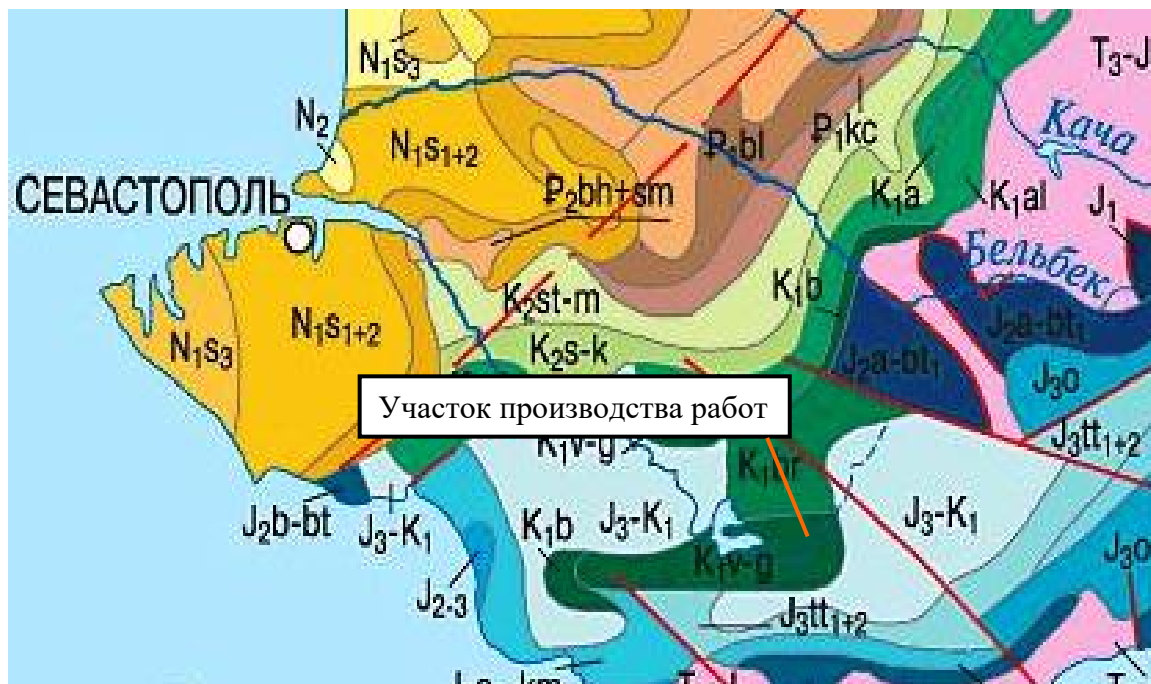 N₁s₃
T₃-J
N₂
Кача
N₁s₁₊₂
P₁bl
P₁kc
СЕВАСТОПОЛЬ
P₂bh+sm
K₁a
K₁al
J₁
Бельбек
K₂st-m
K₁b
N₁s₃
N₁s₁₊₂
J₂a-bt₁
K₂s-k
J₂a-bt₁
J₃o
Участок производства работ
K₁v-g
J₃tt₁₊₂
K₁br
J₂b-bt
J₃-K₁
K₁b
J₃-K₁
J₃-K₁
J₃o
K₁v-g
J₂₋₃
J₃tt₁₊₂